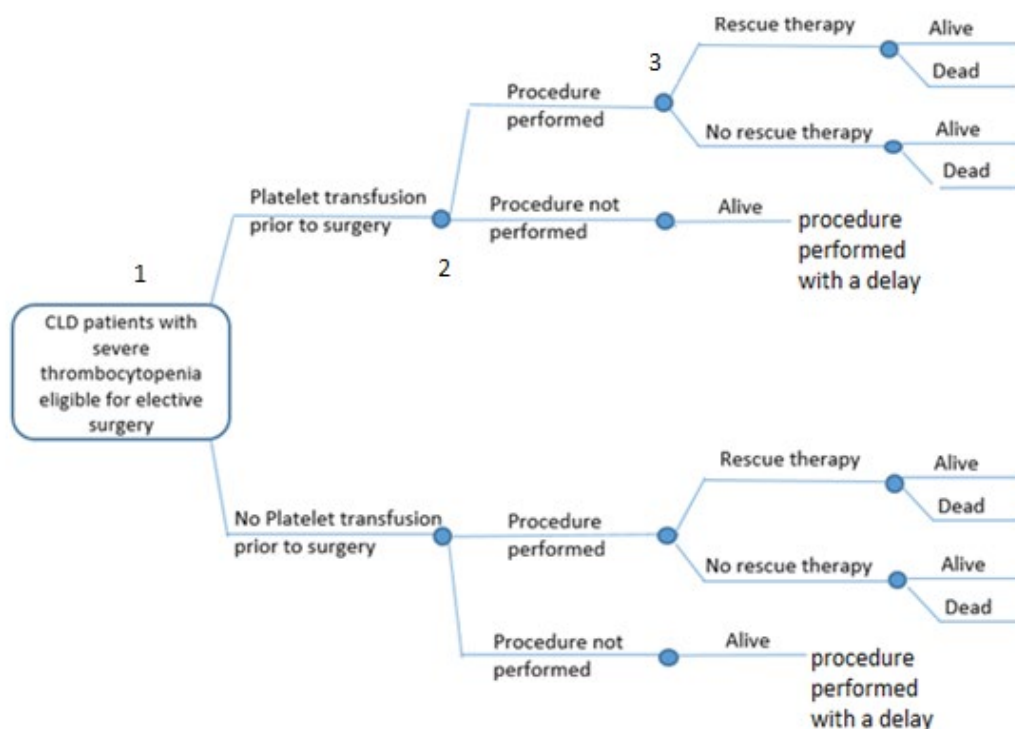 Rescue therapy
Alive
Dead
3
Procedure
performed
No rescue therapy
Alive
Dead
Platelet transfusion
prior to surgery
Procedure not
performed
Alive
procedure
performed
with a delay
1
2
CLD patients with
severe
thrombocytopenia
eligible for elective
surgery
Rescue therapy
Alive
Dead
No Platelet transfusion
prior to surgery
Procedure
performed
No rescue therapy
Alive
Dead
Procedure not
performed
Alive
procedure
performed
with a delay